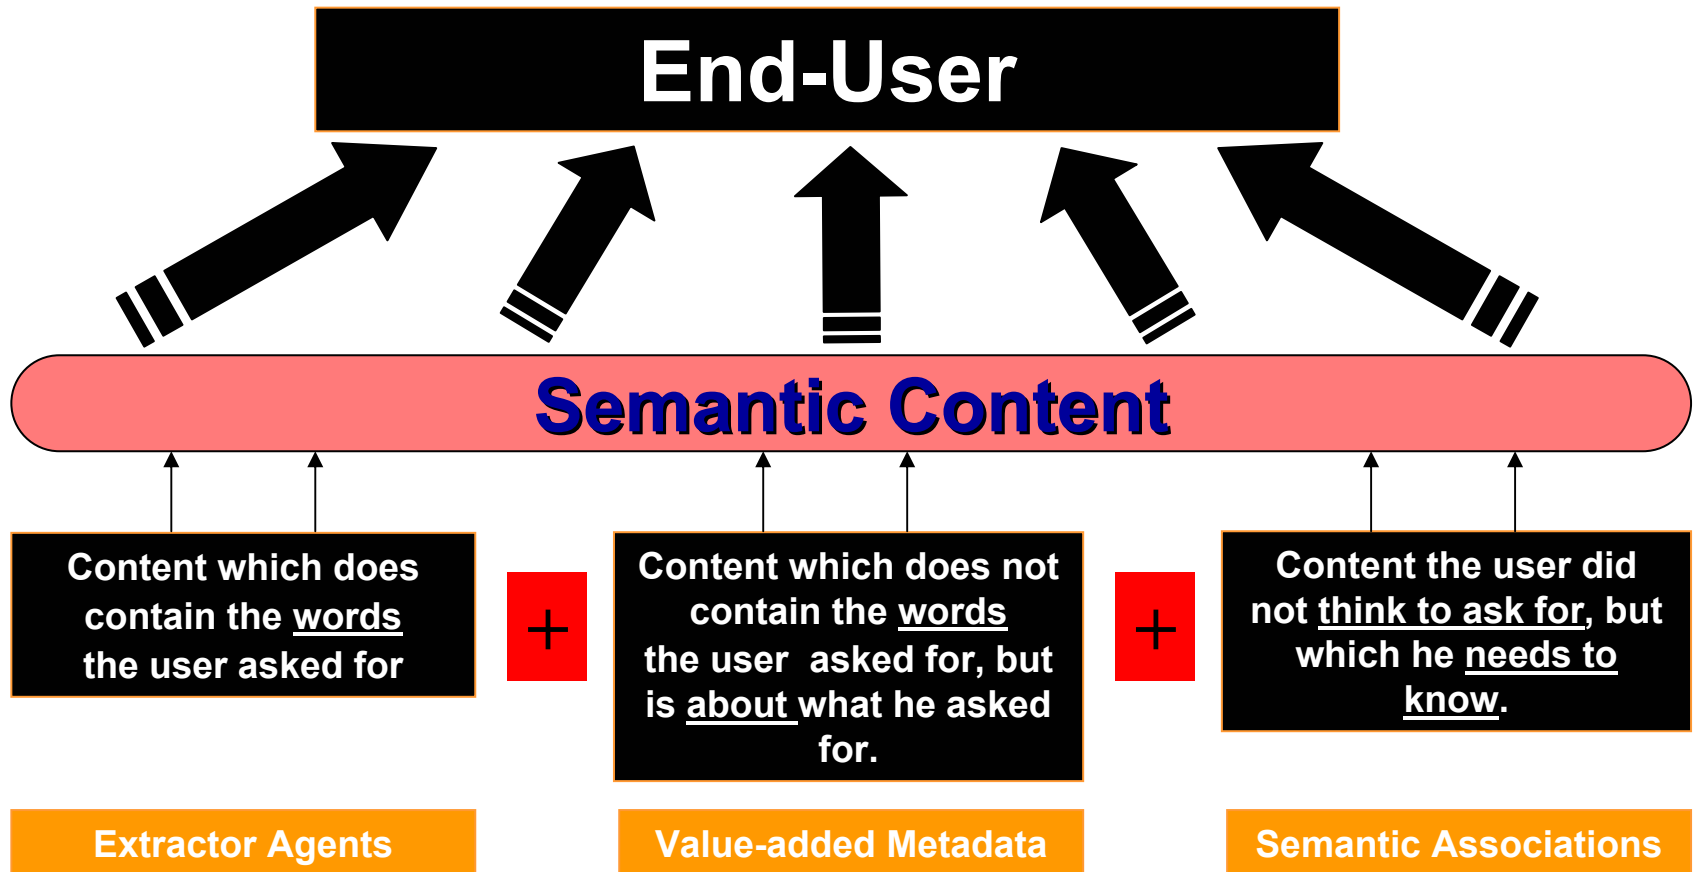 End-User
Semantic Content
Content which does
contain the words
the user asked for
+
Content which does not
contain the words
the user  asked for, but
is about what he asked
for.
+
Content the user did
not think to ask for, but
which he needs to
know.
Extractor Agents
Value-added Metadata
Semantic Associations